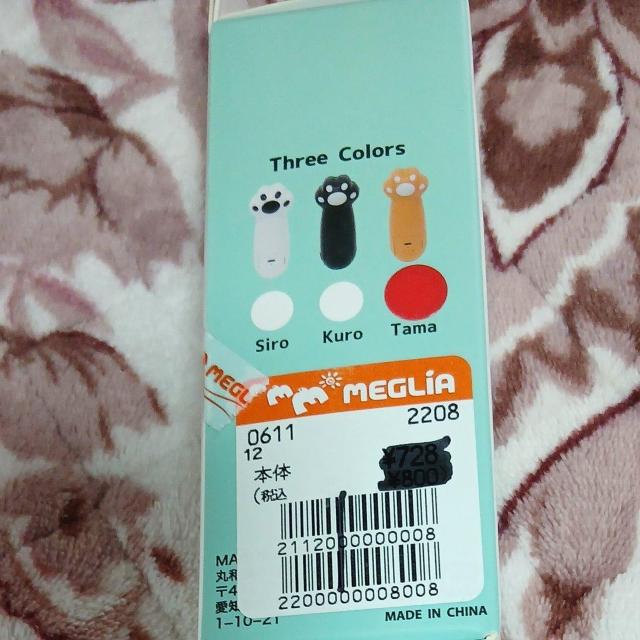 Three Colors
Siro Kuro Tama
MEGL
MEGLiA
0611 2208
12
本体 ¥728
(税込 ¥800)
2112000000008
2200000008008
MA
丸和
〒4
愛知
1-10-21
MADE IN CHINA